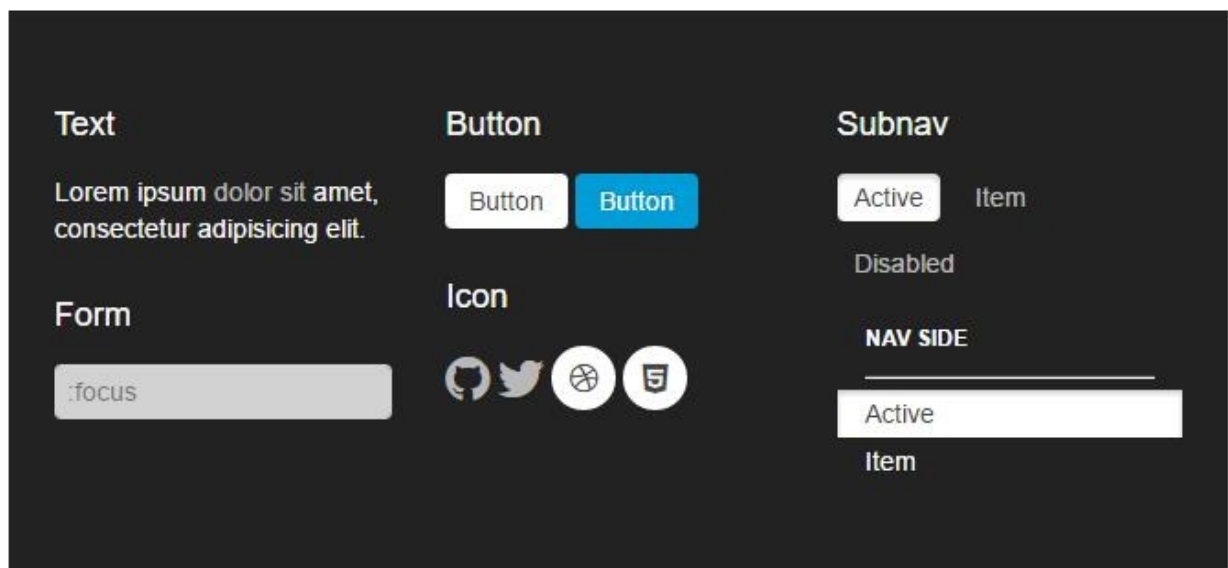 Text
Lorem ipsum dolor sit amet,
consectetur adipisicing elit.
Form
:focus
Button
Button Button
Icon
5
Subnav
Active Item
Disabled
NAV SIDE
Active
Item